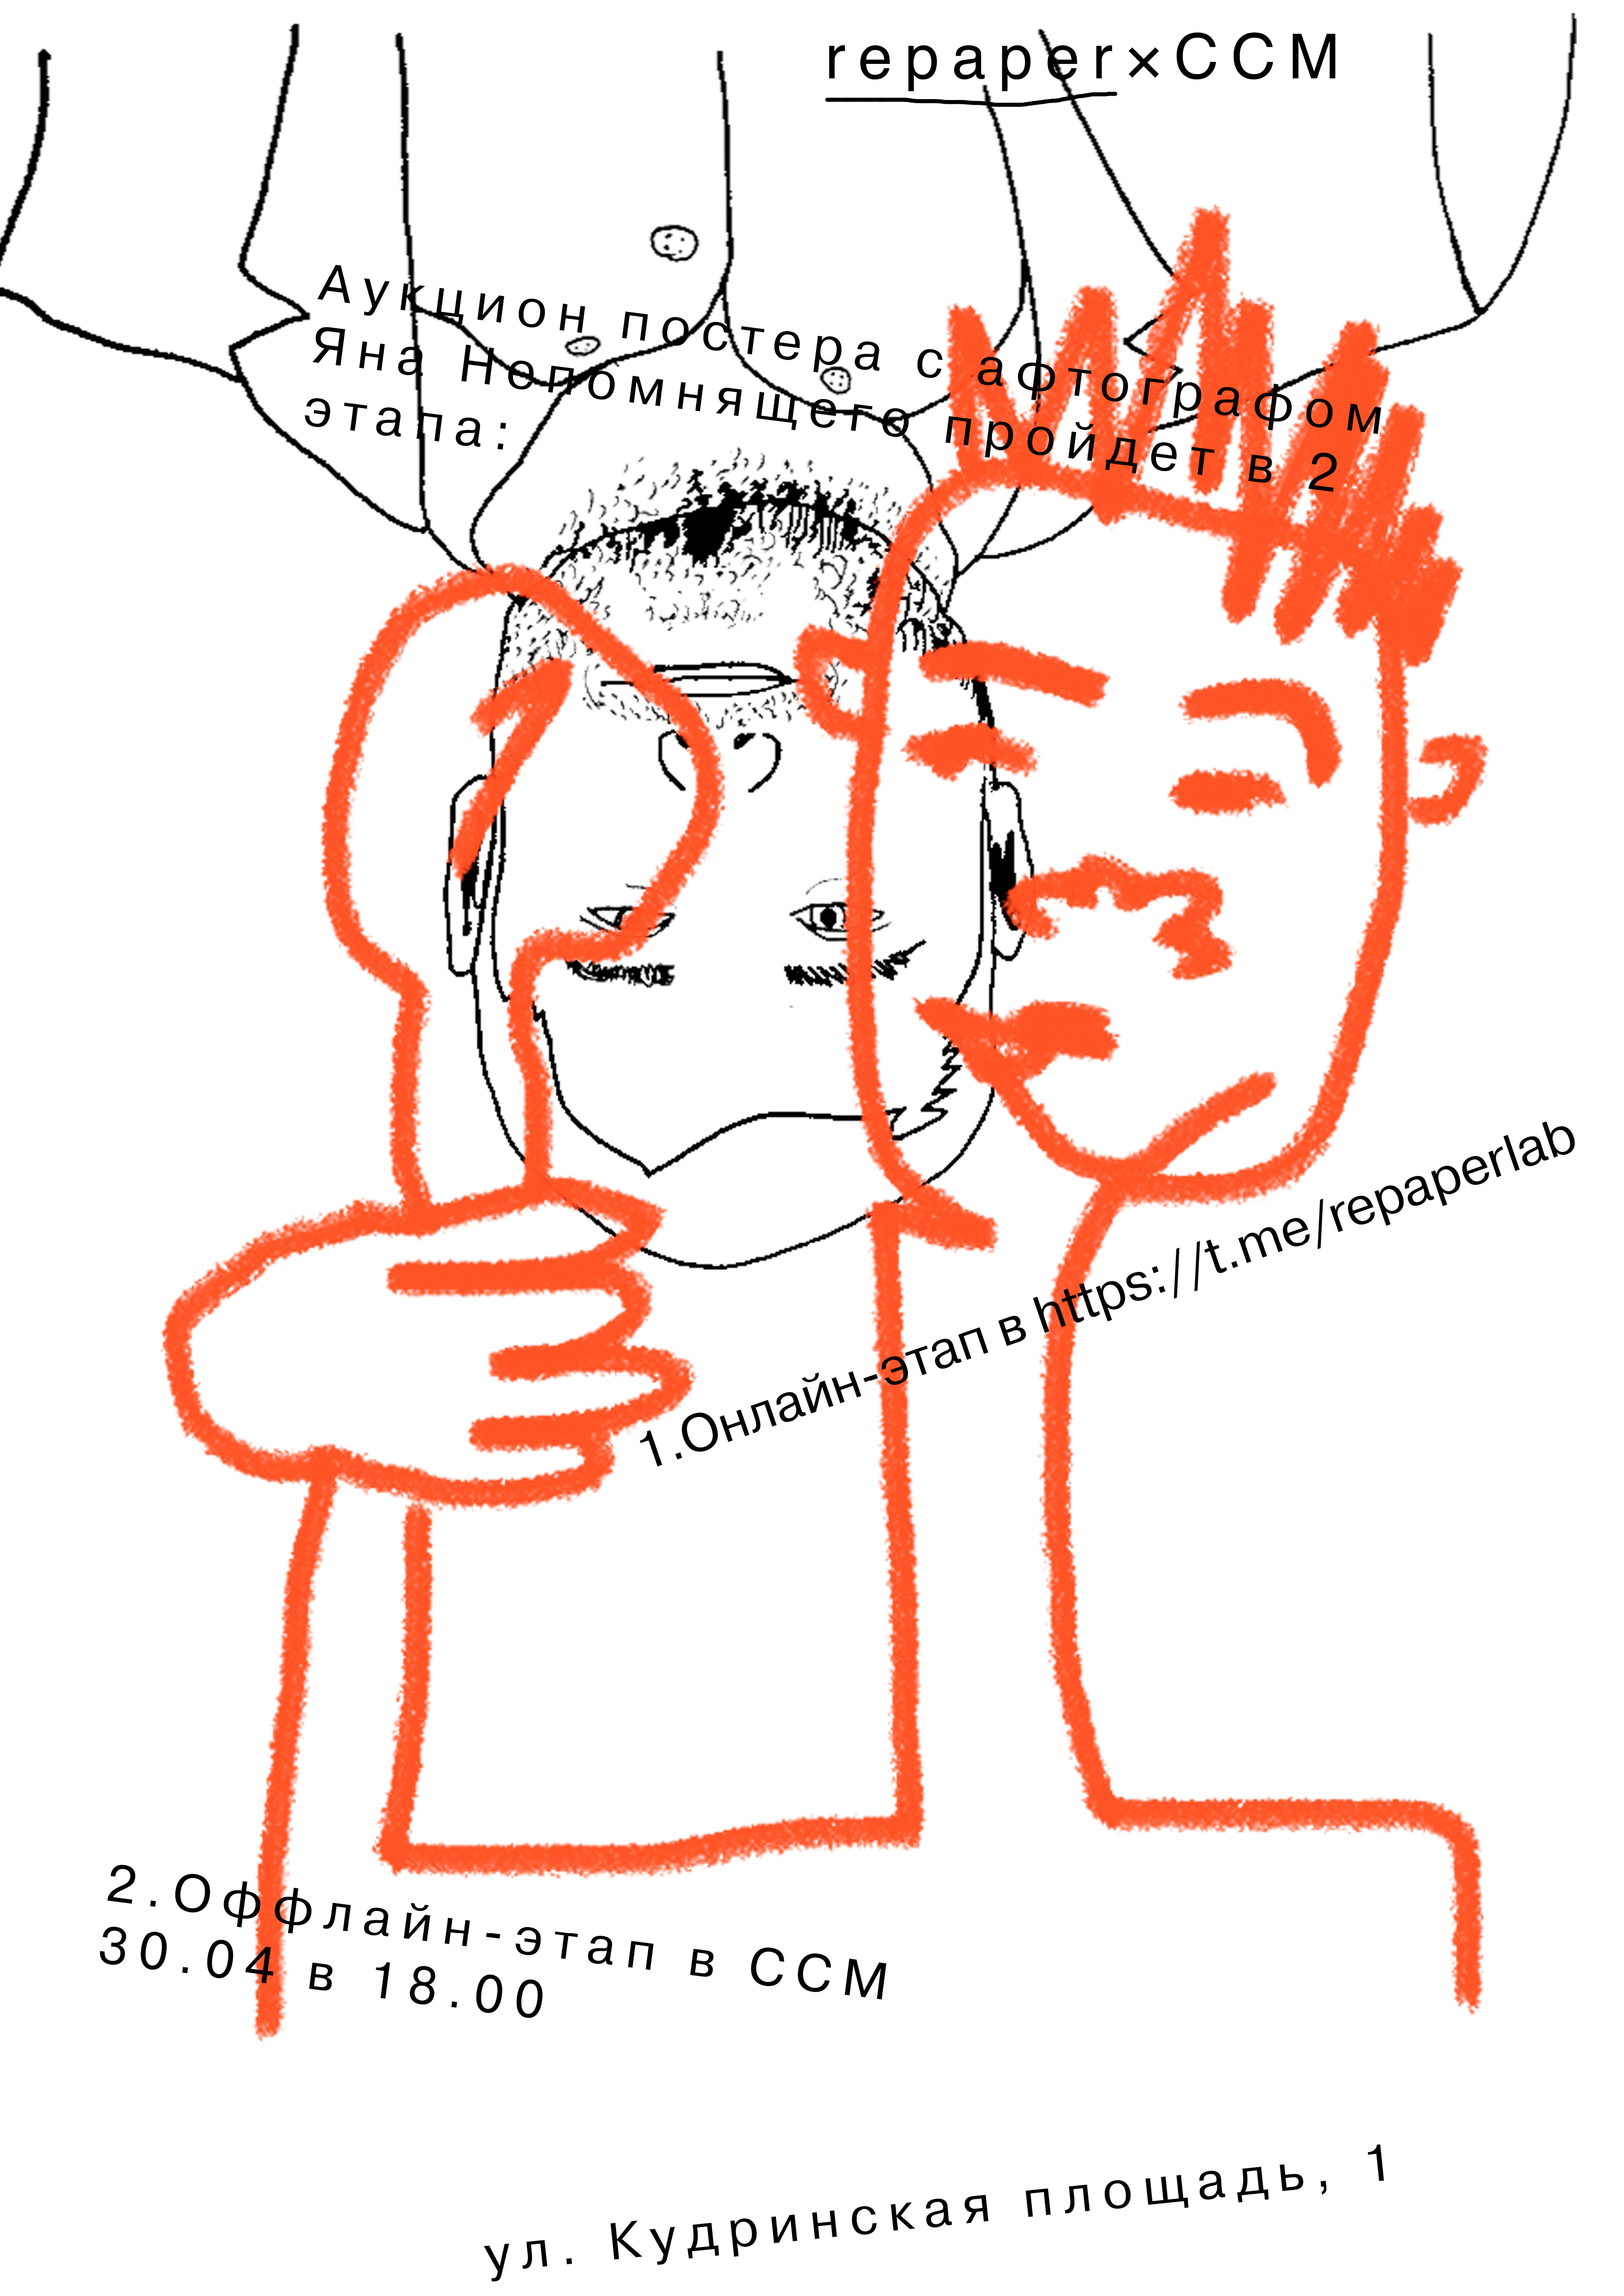 repaper×CCM
Аукцион постера с афтографом
Яна Непомнящего пройдет в 2
этапа:
1.Онлайн-этап в https://t.me/repaperlab
2.Оффлайн-этап в ССМ
30.04 в 18.00
ул. Кудринская площадь, 1